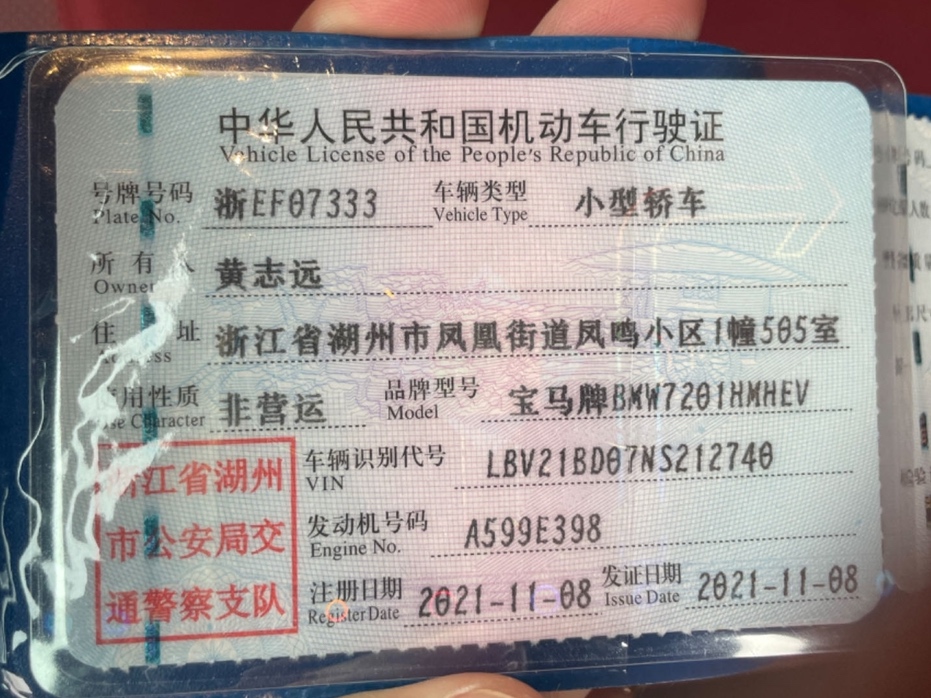 中华人民共和国机动车行驶证
Vehicle License of the People's Republic of China
号牌号码 浙EF07333 车辆类型 小型轿车
Plate No. Vehicle Type
所有人 黄志远
Owner
住址 浙江省湖州市凤凰街道凤鸣小区1幢505室
Address
使用性质 非营运 品牌型号 宝马牌BMW7201HMHEV
Use Character Model
浙江省湖州 车辆识别代号 LBV21BD07NS212740
VIN
市公安局交 发动机号码 A599E398
Engine No.
通警察支队 注册日期 2021-11-08 发证日期 2021-11-08
Register Date Issue Date